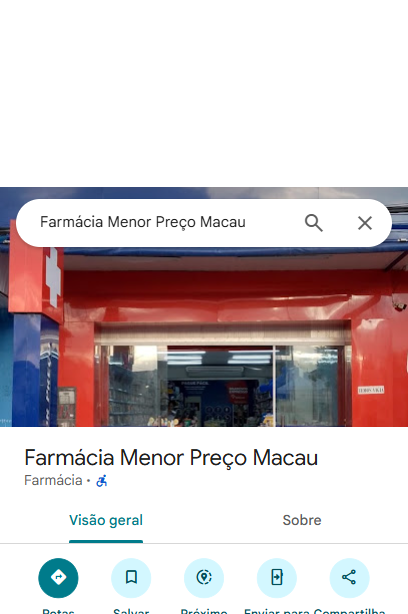 Farmácia Menor Preço Macau
Farmácia Menor Preço Macau
Farmácia ·
Visão geral
Sobre
Rotas
Salvar
Próximo
Enviar para
Compartilha